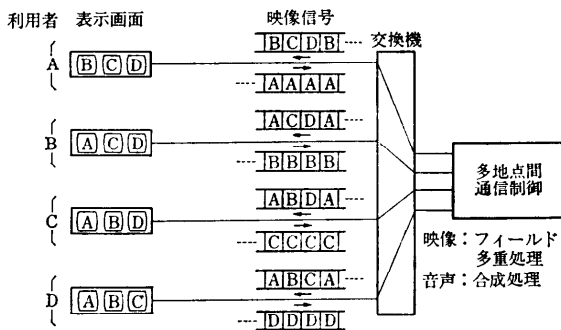 利用者 表示画面 映像信号
交換機
A B C D B C D B
A A A A
B A C D A C D A
B B B B
多地点間
通信制御
C A B D A B D A
C C C C
映像:フィールド
多重処理
音声:合成処理
D A B C A B C A
D D D D